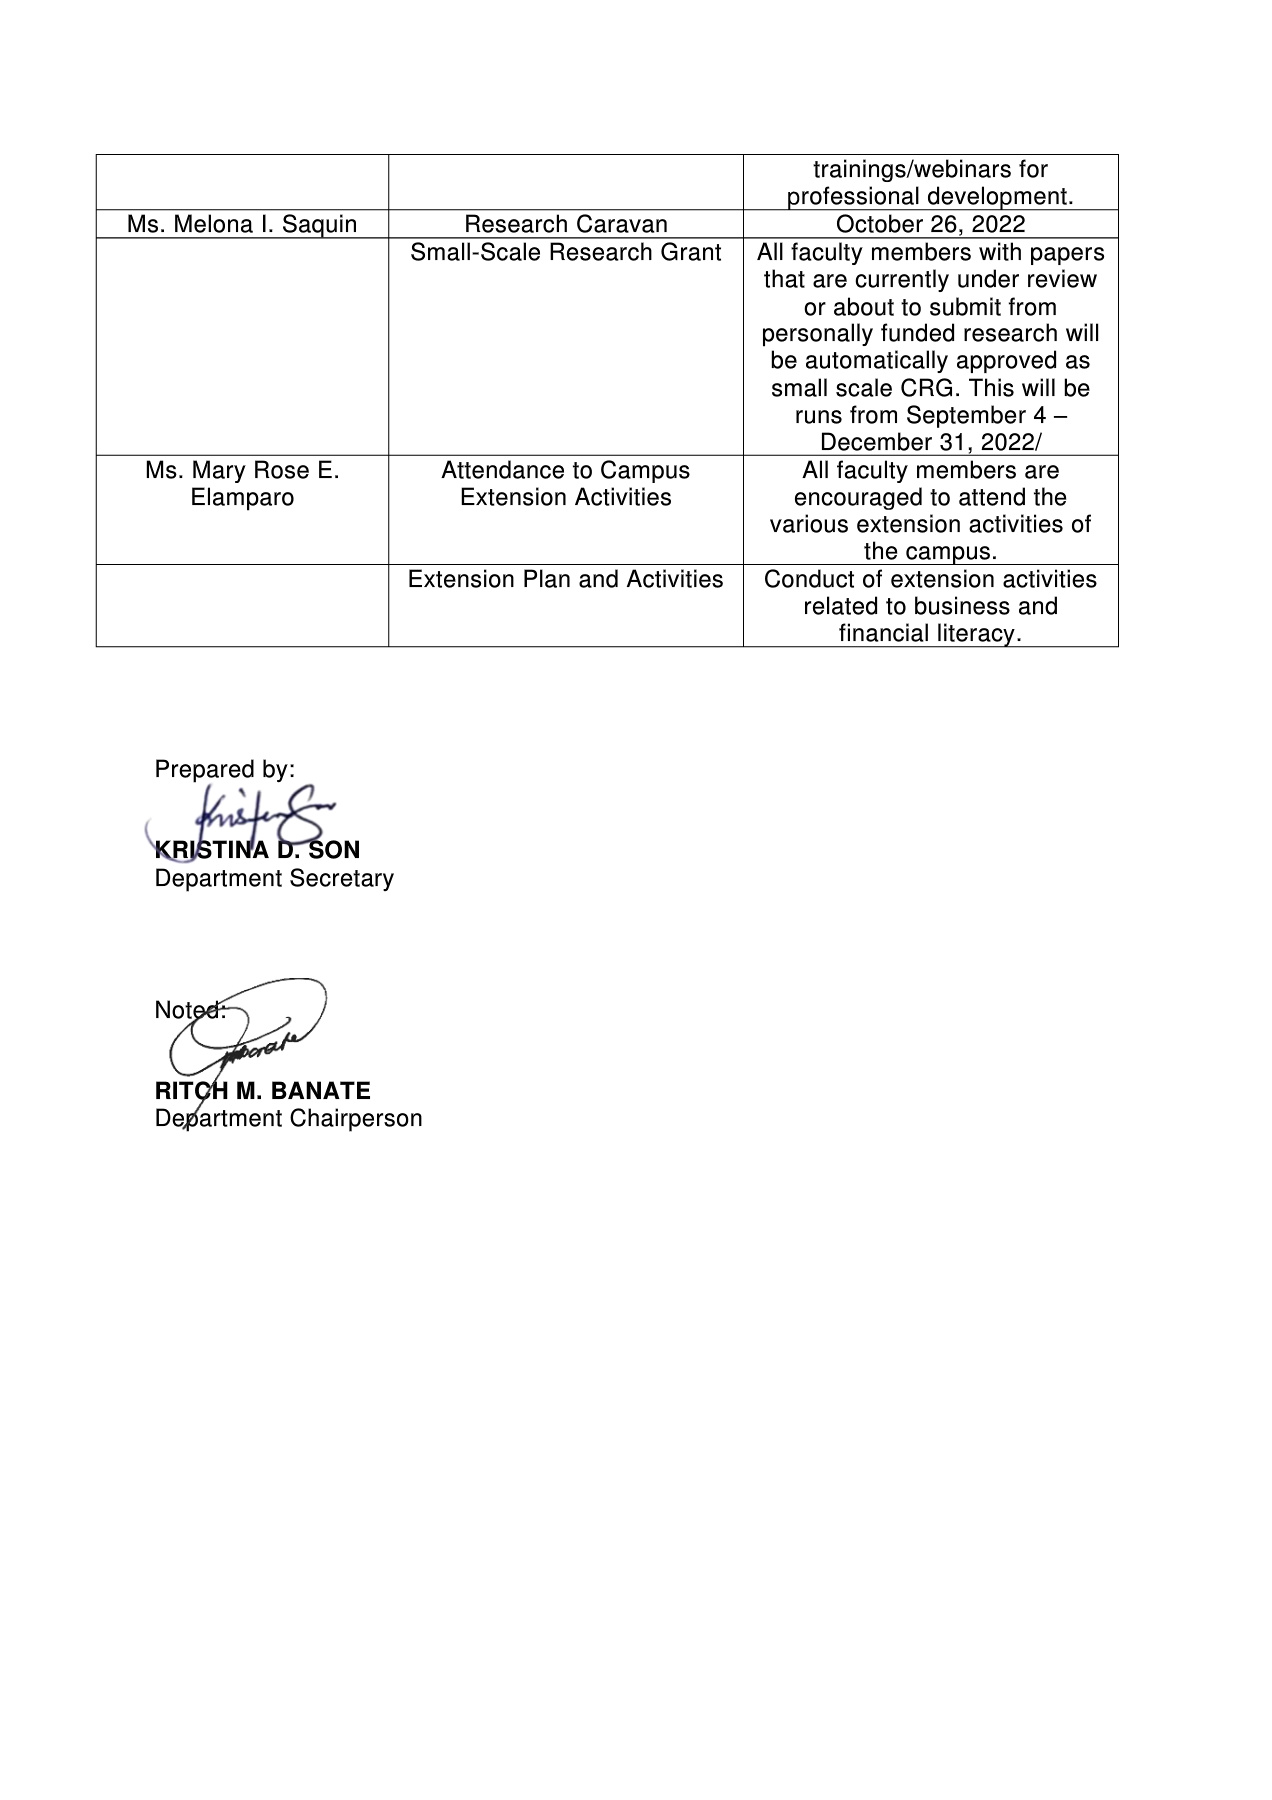 trainings/webinars for
professional development.
Ms. Melona I. Saquin
Research Caravan
October 26, 2022
Small-Scale Research Grant
All faculty members with papers
that are currently under review
or about to submit from
personally funded research will
be automatically approved as
small scale CRG. This will be
runs from September 4 –
December 31, 2022/
Ms. Mary Rose E.
Elamparo
Attendance to Campus
Extension Activities
All faculty members are
encouraged to attend the
various extension activities of
the campus.
Extension Plan and Activities
Conduct of extension activities
related to business and
financial literacy.
Prepared by:
KRISTINA D. SON
Department Secretary
Noted:
RITCH M. BANATE
Department Chairperson